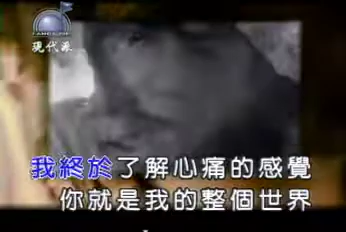 現代派
我終於了解心痛的感覺
你就是我的整個世界